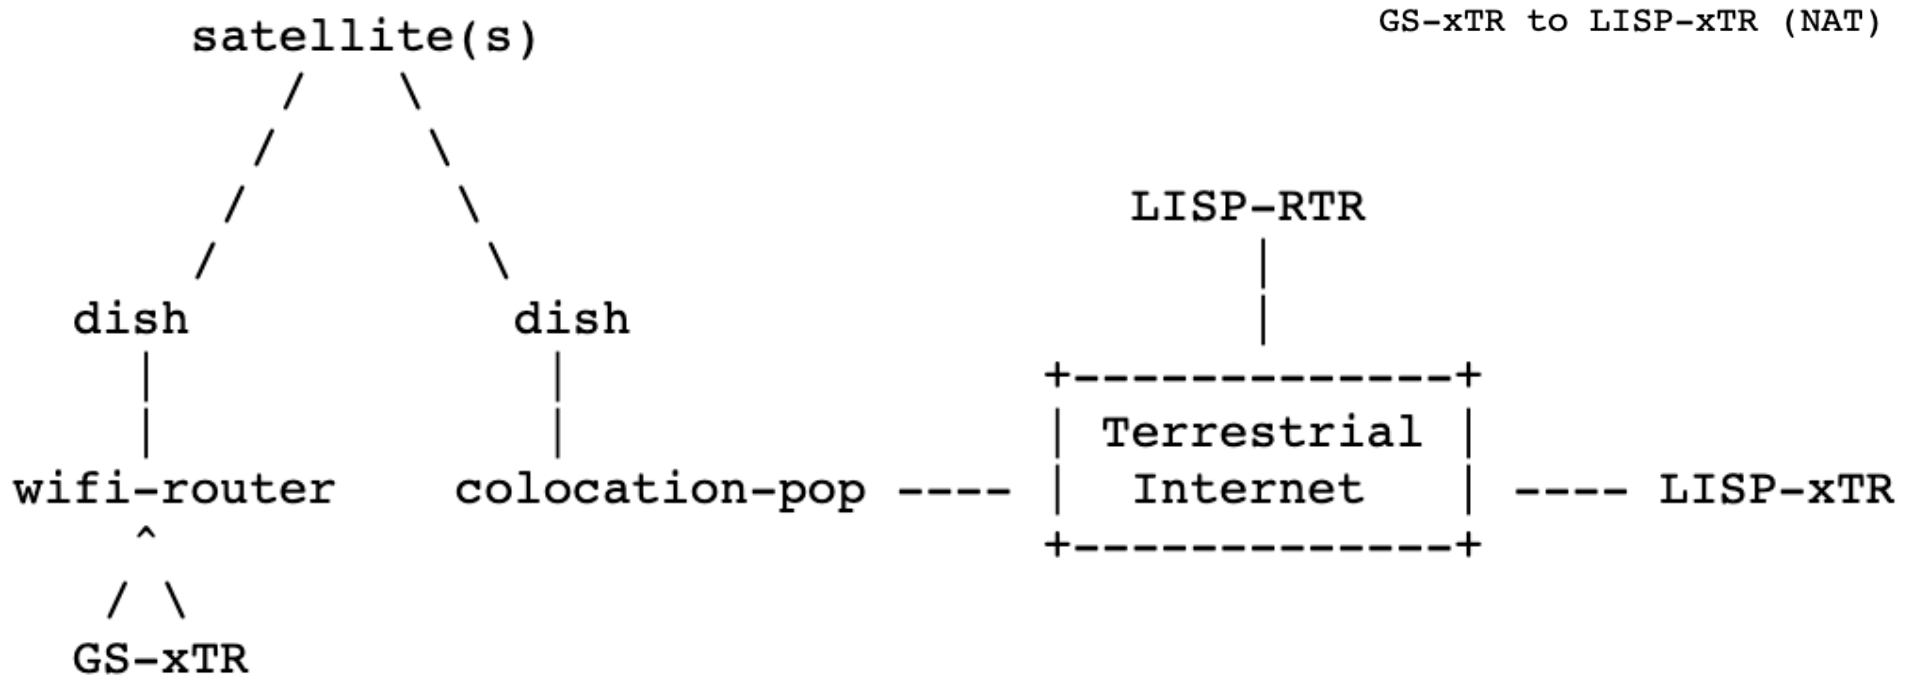 GS-xTR to LISP-xTR (NAT)
satellite(s)
LISP-RTR
dish dish
Terrestrial
wifi-router colocation-pop ---- Internet ---- LISP-xTR
GS-xTR